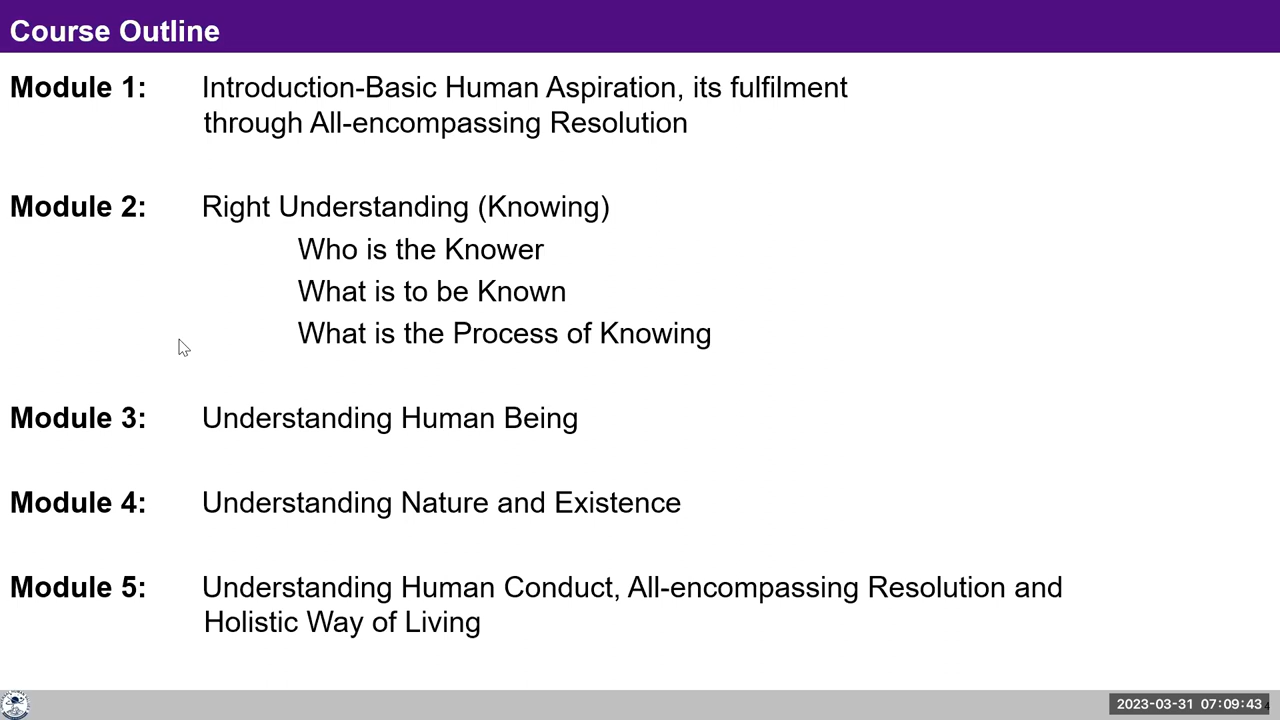 Course Outline
Module 1: Introduction-Basic Human Aspiration, its fulfilment
through All-encompassing Resolution
Module 2: Right Understanding (Knowing)
Who is the Knower
What is to be Known
What is the Process of Knowing
Module 3: Understanding Human Being
Module 4: Understanding Nature and Existence
Module 5: Understanding Human Conduct, All-encompassing Resolution and
Holistic Way of Living
2023-03-31 07:09:43